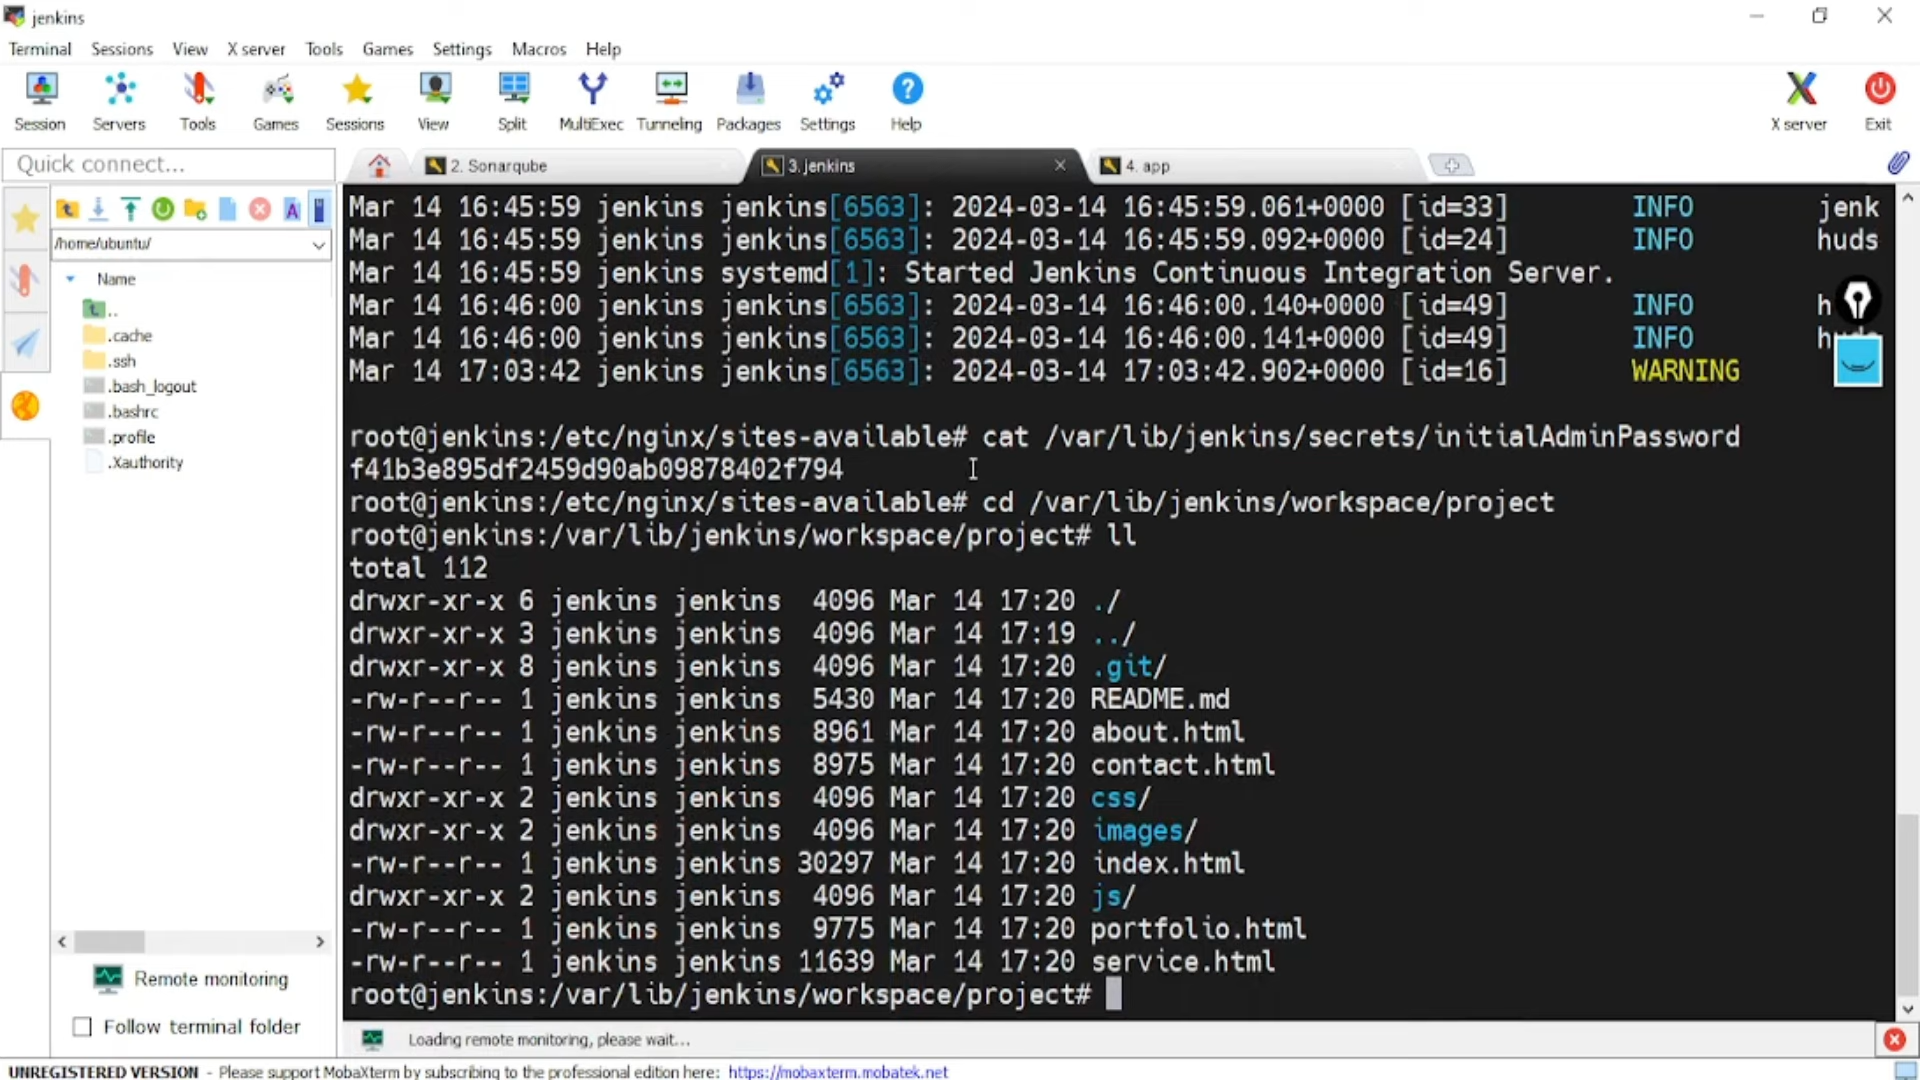 jenkins
Terminal Sessions View X server Tools Games Settings Macros Help
Session Servers Tools Games Sessions View Split MultiExec Tunneling Packages Settings Help X server Exit
Quick connect...
2. Sonarqube
3. jenkins
4. app
/home/ubuntu/
Name
..
.cache
.ssh
.bash_logout
.bashrc
.profile
.Xauthority
Remote monitoring
Follow terminal folder
Mar 14 16:45:59 jenkins jenkins[6563]: 2024-03-14 16:45:59.061+0000 [id=33] INFO jenk
Mar 14 16:45:59 jenkins jenkins[6563]: 2024-03-14 16:45:59.092+0000 [id=24] INFO huds
Mar 14 16:45:59 jenkins systemd[1]: Started Jenkins Continuous Integration Server.
Mar 14 16:46:00 jenkins jenkins[6563]: 2024-03-14 16:46:00.140+0000 [id=49] INFO h
Mar 14 16:46:00 jenkins jenkins[6563]: 2024-03-14 16:46:00.141+0000 [id=49] INFO huds
Mar 14 17:03:42 jenkins jenkins[6563]: 2024-03-14 17:03:42.902+0000 [id=16] WARNING
root@jenkins:/etc/nginx/sites-available# cat /var/lib/jenkins/secrets/initialAdminPassword
f41b3e895df2459d90ab09878402f794
root@jenkins:/etc/nginx/sites-available# cd /var/lib/jenkins/workspace/project
root@jenkins:/var/lib/jenkins/workspace/project# ll
total 112
drwxr-xr-x 6 jenkins jenkins 4096 Mar 14 17:20 ./
drwxr-xr-x 3 jenkins jenkins 4096 Mar 14 17:19 ../
drwxr-xr-x 8 jenkins jenkins 4096 Mar 14 17:20 .git/
-rw-r--r-- 1 jenkins jenkins 5430 Mar 14 17:20 README.md
-rw-r--r-- 1 jenkins jenkins 8961 Mar 14 17:20 about.html
-rw-r--r-- 1 jenkins jenkins 8975 Mar 14 17:20 contact.html
drwxr-xr-x 2 jenkins jenkins 4096 Mar 14 17:20 css/
drwxr-xr-x 2 jenkins jenkins 4096 Mar 14 17:20 images/
-rw-r--r-- 1 jenkins jenkins 30297 Mar 14 17:20 index.html
drwxr-xr-x 2 jenkins jenkins 4096 Mar 14 17:20 js/
-rw-r--r-- 1 jenkins jenkins 9775 Mar 14 17:20 portfolio.html
-rw-r--r-- 1 jenkins jenkins 11639 Mar 14 17:20 service.html
root@jenkins:/var/lib/jenkins/workspace/project#
Loading remote monitoring, please wait...
UNREGISTERED VERSION - Please support MobaXterm by subscribing to the professional edition here: https://mobaxterm.mobatek.net